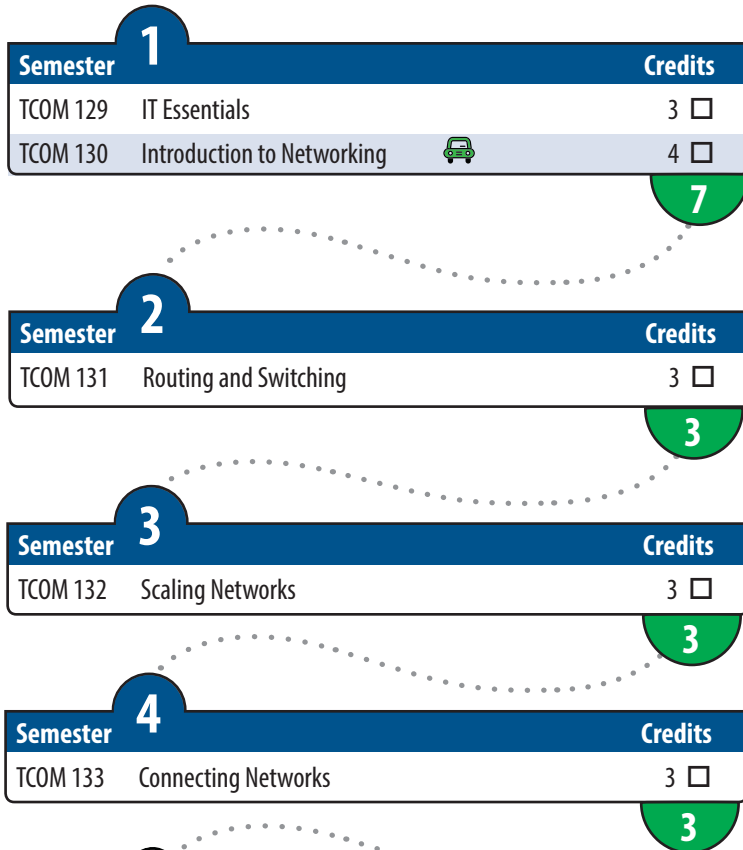 1
Semester Credits
TCOM 129 IT Essentials 3
TCOM 130 Introduction to Networking 4
7
2
Semester Credits
TCOM 131 Routing and Switching 3
3
3
Semester Credits
TCOM 132 Scaling Networks 3
3
4
Semester Credits
TCOM 133 Connecting Networks 3
3